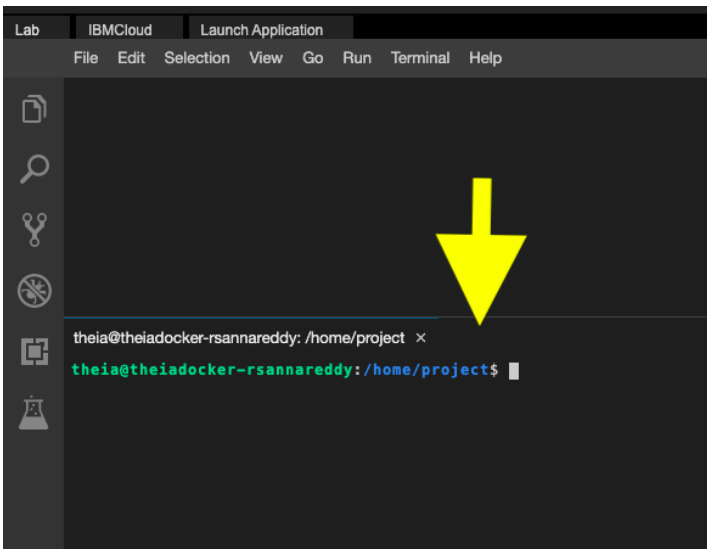 Lab IBMCloud Launch Application
File Edit Selection View Go Run Terminal Help
theia@theiadocker-rsannareddy: /home/project ×
theia@theiadocker-rsannareddy:/home/project$